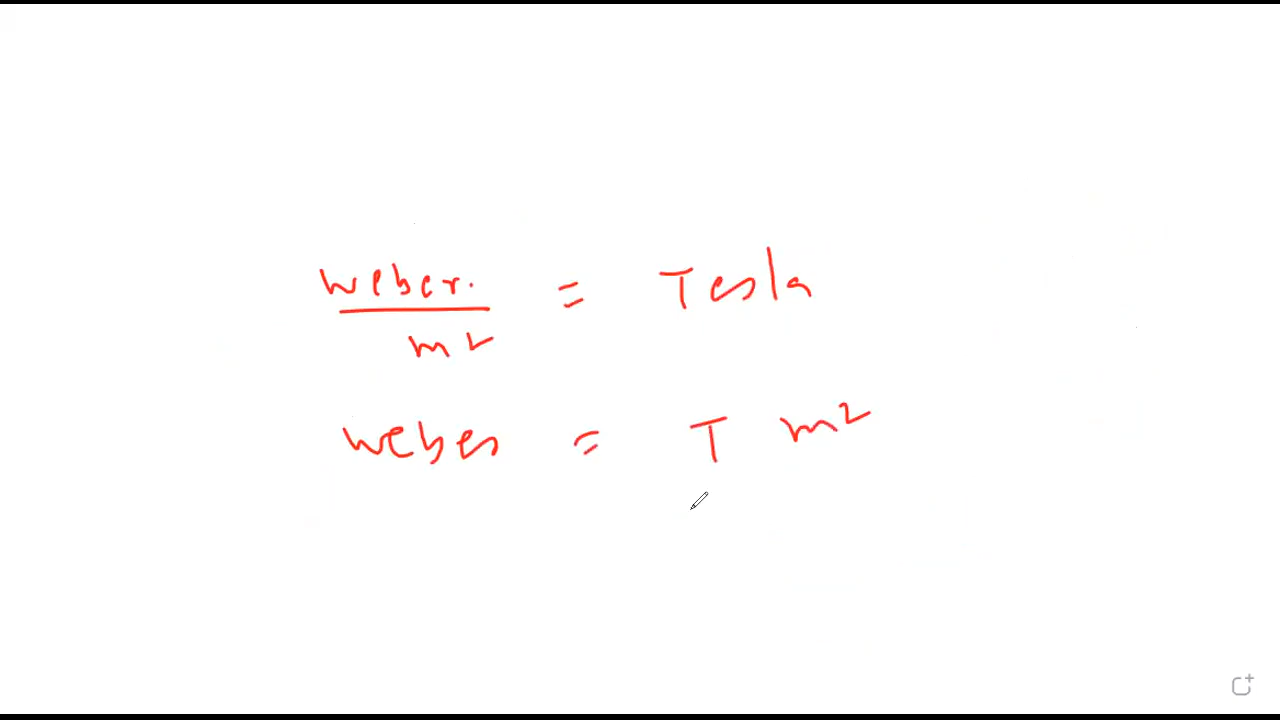 weber. = Tesla
m2
weber = T m2